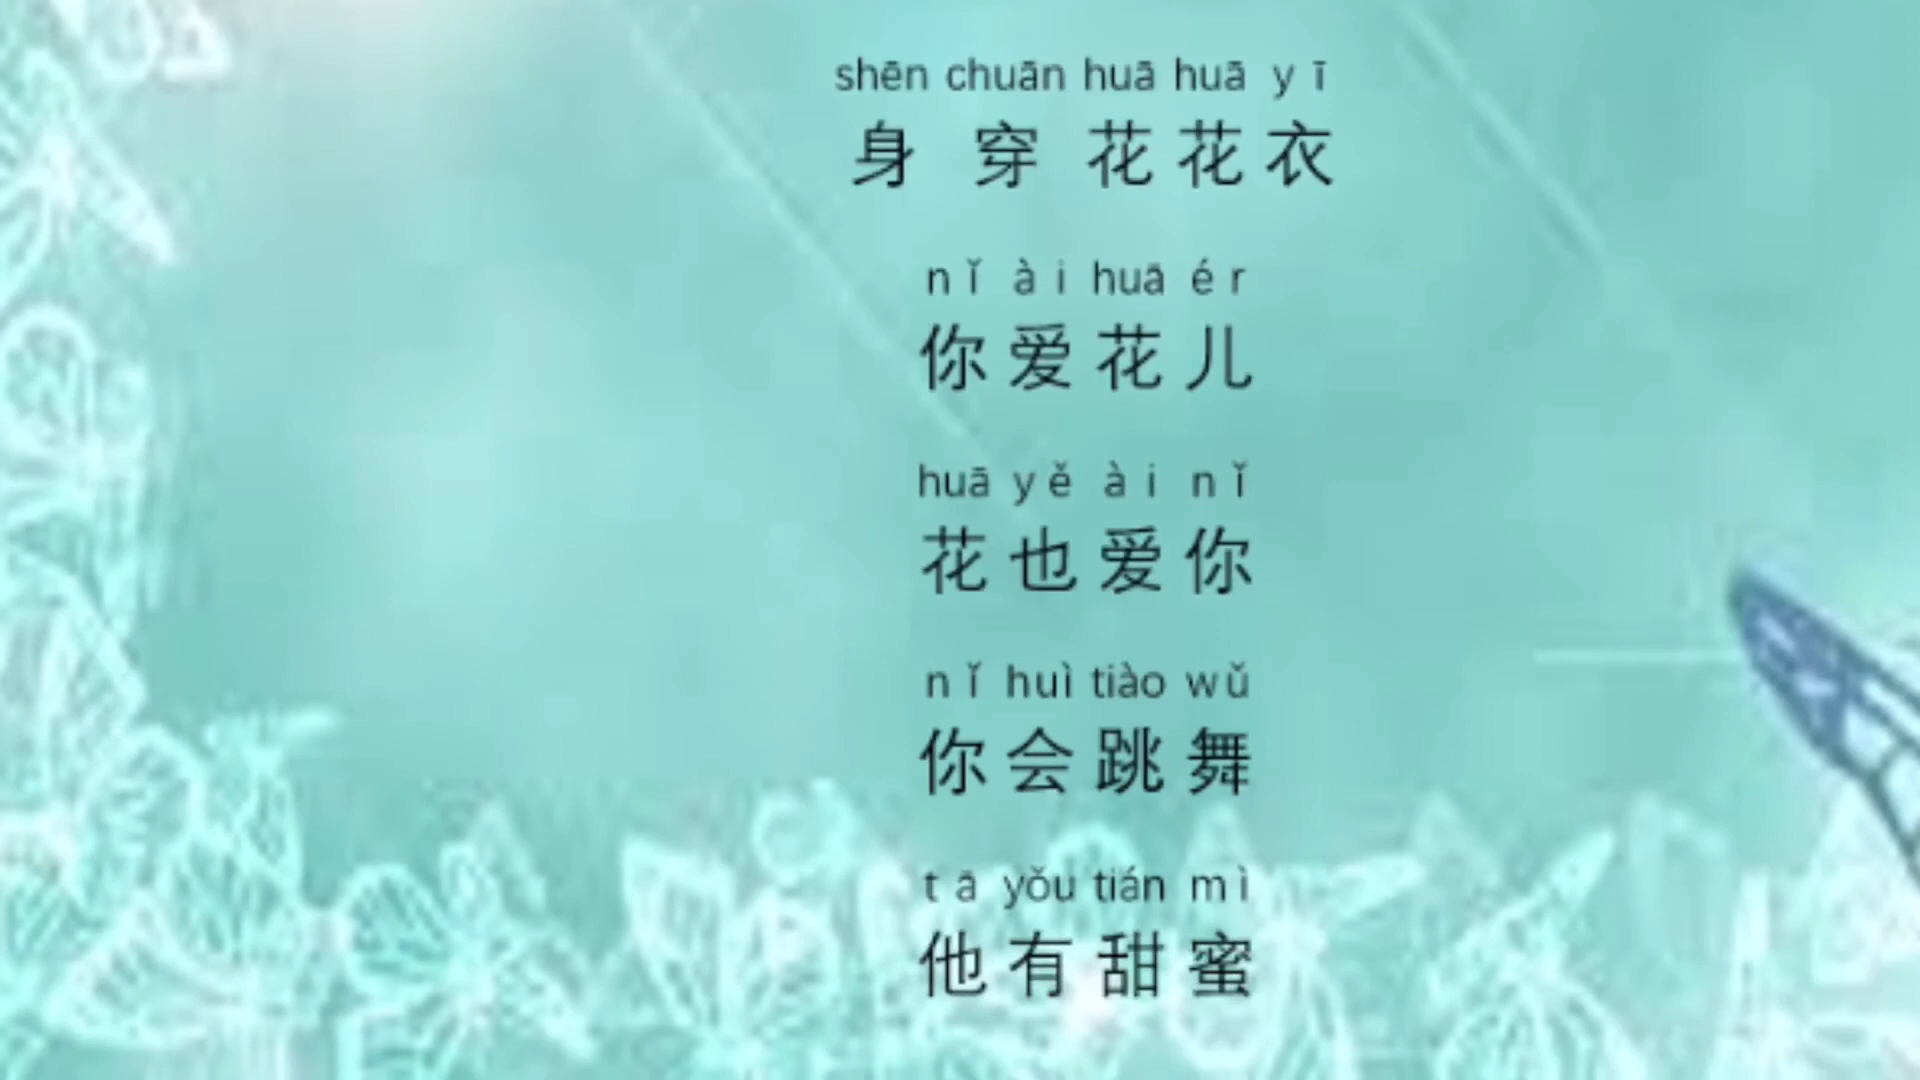 shēn chuān huā huā yī
身穿花花衣
nǐ ài huā ér
你爱花儿
huā yě ài nǐ
花也爱你
nǐ huì tiào wǔ
你会跳舞
tā yǒu tián mì
他有甜蜜